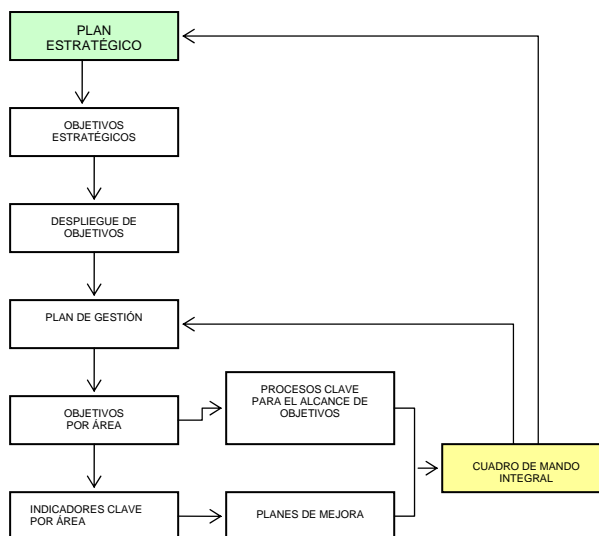 PLAN
ESTRATÉGICO
OBJETIVOS
ESTRATÉGICOS
DESPLIEGUE DE
OBJETIVOS
PLAN DE GESTIÓN
OBJETIVOS
POR ÁREA
PROCESOS CLAVE
PARA EL ALCANCE DE
OBJETIVOS
CUADRO DE MANDO
INTEGRAL
INDICADORES CLAVE
POR ÁREA
PLANES DE MEJORA